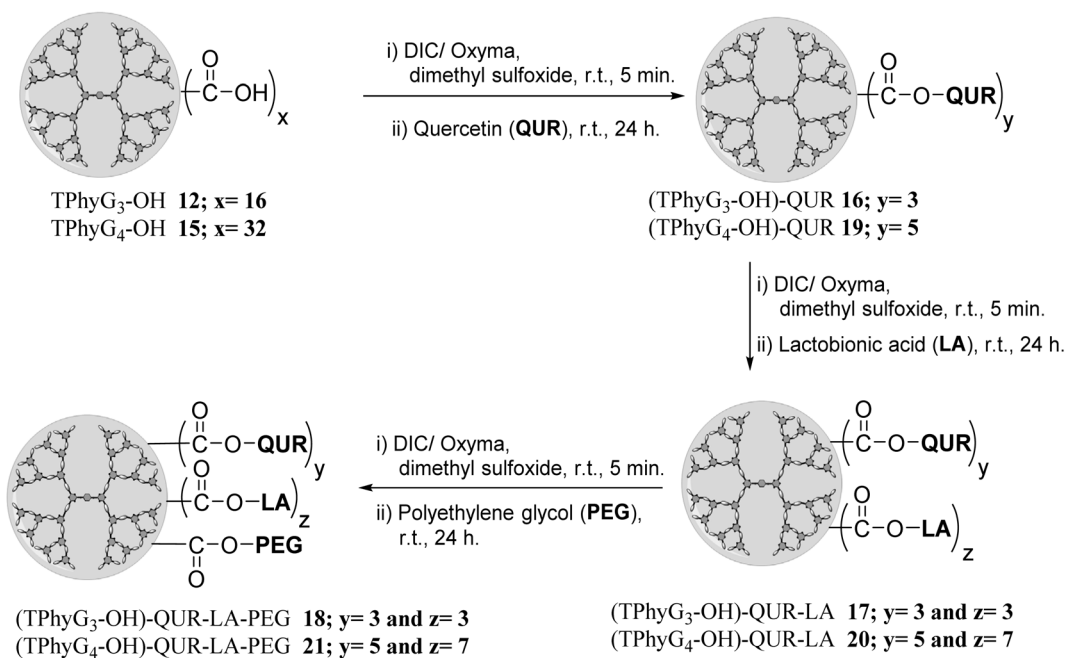 O
C–OH
x
TPhyG₃-OH 12; x= 16
TPhyG₄-OH 15; x= 32
i) DIC/ Oxyma,
dimethyl sulfoxide, r.t., 5 min.
ii) Quercetin (QUR), r.t., 24 h.
O
C–O–QUR
y
(TPhyG₃-OH)-QUR 16; y= 3
(TPhyG₄-OH)-QUR 19; y= 5
i) DIC/ Oxyma,
dimethyl sulfoxide, r.t., 5 min.
ii) Lactobionic acid (LA), r.t., 24 h.
O
C–O–QUR
y
O
C–O–LA
z
(TPhyG₃-OH)-QUR-LA 17; y= 3 and z= 3
(TPhyG₄-OH)-QUR-LA 20; y= 5 and z= 7
i) DIC/ Oxyma,
dimethyl sulfoxide, r.t., 5 min.
ii) Polyethylene glycol (PEG),
r.t., 24 h.
O
C–O–QUR
y
O
C–O–LA
z
C–O–PEG
O
(TPhyG₃-OH)-QUR-LA-PEG 18; y= 3 and z= 3
(TPhyG₄-OH)-QUR-LA-PEG 21; y= 5 and z= 7